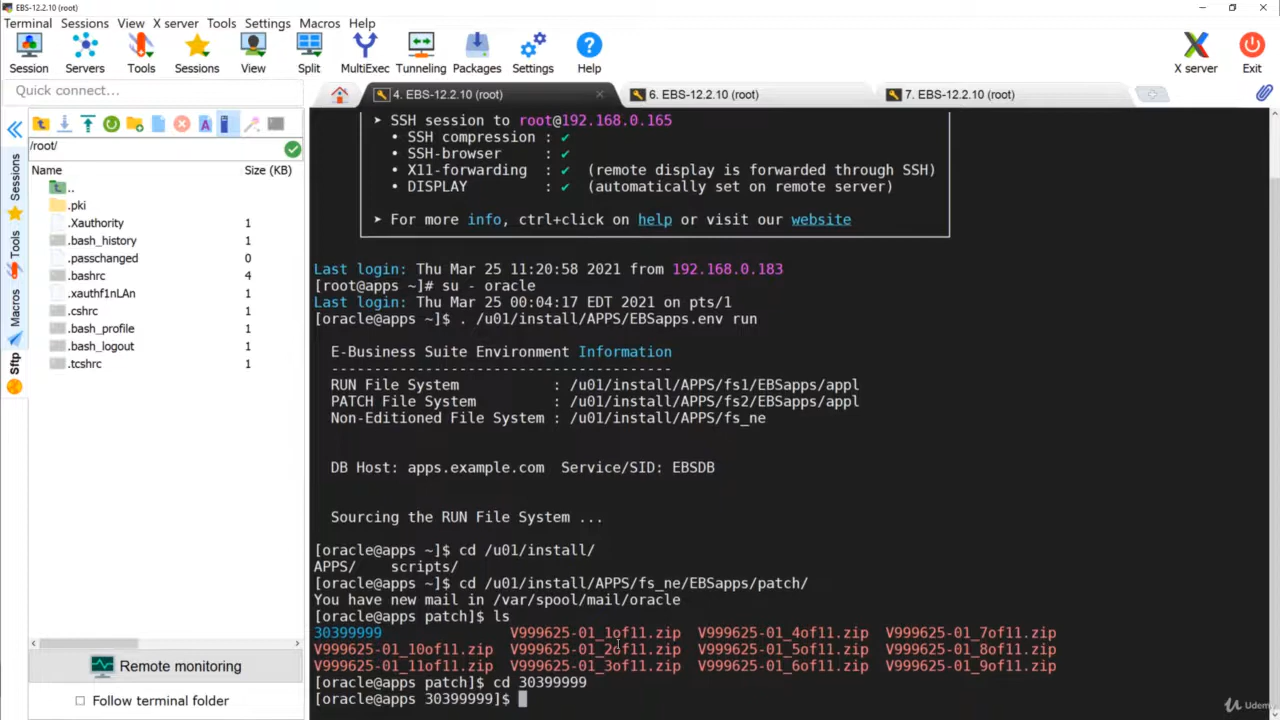 EBS-12.2.10 (root)
Terminal Sessions View X server Tools Settings Macros Help
Session Servers Tools Sessions View Split MultiExec Tunneling Packages Settings Help X server Exit
Quick connect...
4. EBS-12.2.10 (root)
6. EBS-12.2.10 (root)
7. EBS-12.2.10 (root)
/root/
Name Size (KB)
..
.pki
.Xauthority 1
.bash_history 1
.passchanged 0
.bashrc 4
.xauthf1nLAn 1
.cshrc 1
.bash_profile 1
.bash_logout 1
.tcshrc 1
Sessions
Tools
Macros
Sftp
Remote monitoring
Follow terminal folder
➤ SSH session to root@192.168.0.165
• SSH compression : ✔
• SSH-browser : ✔
• X11-forwarding : ✔ (remote display is forwarded through SSH)
• DISPLAY : ✔ (automatically set on remote server)
➤ For more info, ctrl+click on help or visit our website
Last login: Thu Mar 25 11:20:58 2021 from 192.168.0.183
[root@apps ~]# su - oracle
Last login: Thu Mar 25 00:04:17 EDT 2021 on pts/1
[oracle@apps ~]$ . /u01/install/APPS/EBSapps.env run
E-Business Suite Environment Information
----------------------------------------
RUN File System : /u01/install/APPS/fs1/EBSapps/appl
PATCH File System : /u01/install/APPS/fs2/EBSapps/appl
Non-Editioned File System : /u01/install/APPS/fs_ne
DB Host: apps.example.com Service/SID: EBSDB
Sourcing the RUN File System ...
[oracle@apps ~]$ cd /u01/install/
APPS/ scripts/
[oracle@apps ~]$ cd /u01/install/APPS/fs_ne/EBSapps/patch/
You have new mail in /var/spool/mail/oracle
[oracle@apps patch]$ ls
30399999 V999625-01_1of11.zip V999625-01_4of11.zip V999625-01_7of11.zip
V999625-01_10of11.zip V999625-01_2of11.zip V999625-01_5of11.zip V999625-01_8of11.zip
V999625-01_11of11.zip V999625-01_3of11.zip V999625-01_6of11.zip V999625-01_9of11.zip
[oracle@apps patch]$ cd 30399999
[oracle@apps 30399999]$
Udemy